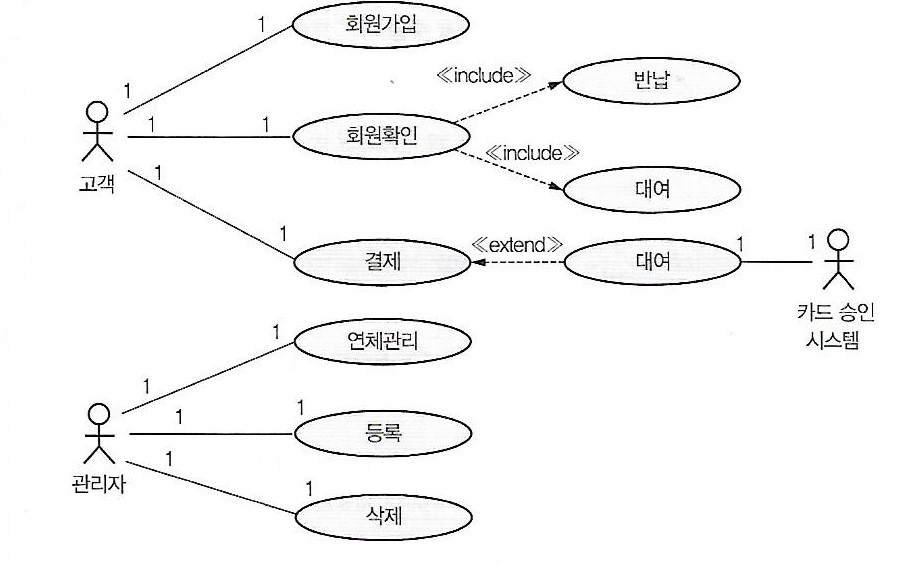 1
회원가입
1
≪include≫
반납
1
1
회원확인
고객
1
≪include≫
대여
1
결제
≪extend≫
대여
1
1
카드 승인
시스템
1
연체관리
1
1
1
등록
관리자
1
1
삭제